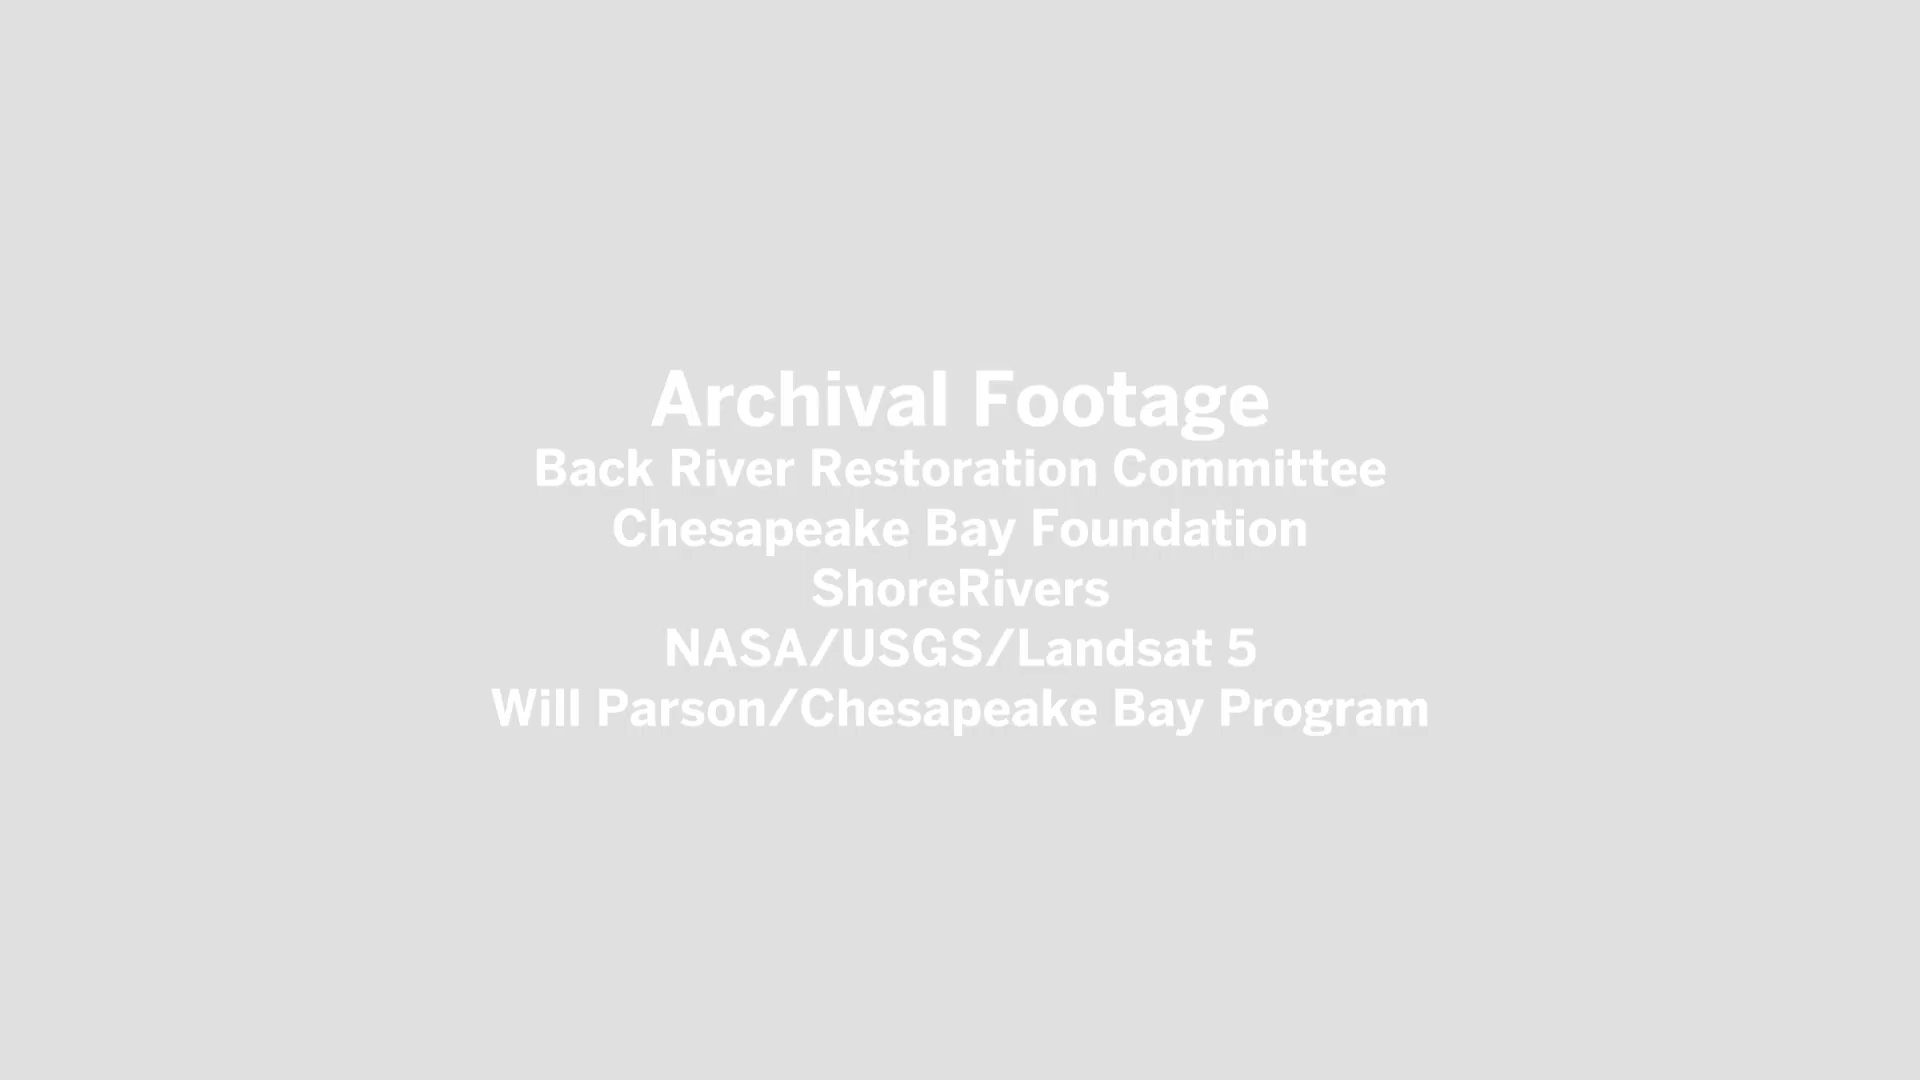 Archival Footage
Back River Restoration Committee
Chesapeake Bay Foundation
ShoreRivers
NASA/USGS/Landsat 5
Will Parson/Chesapeake Bay Program